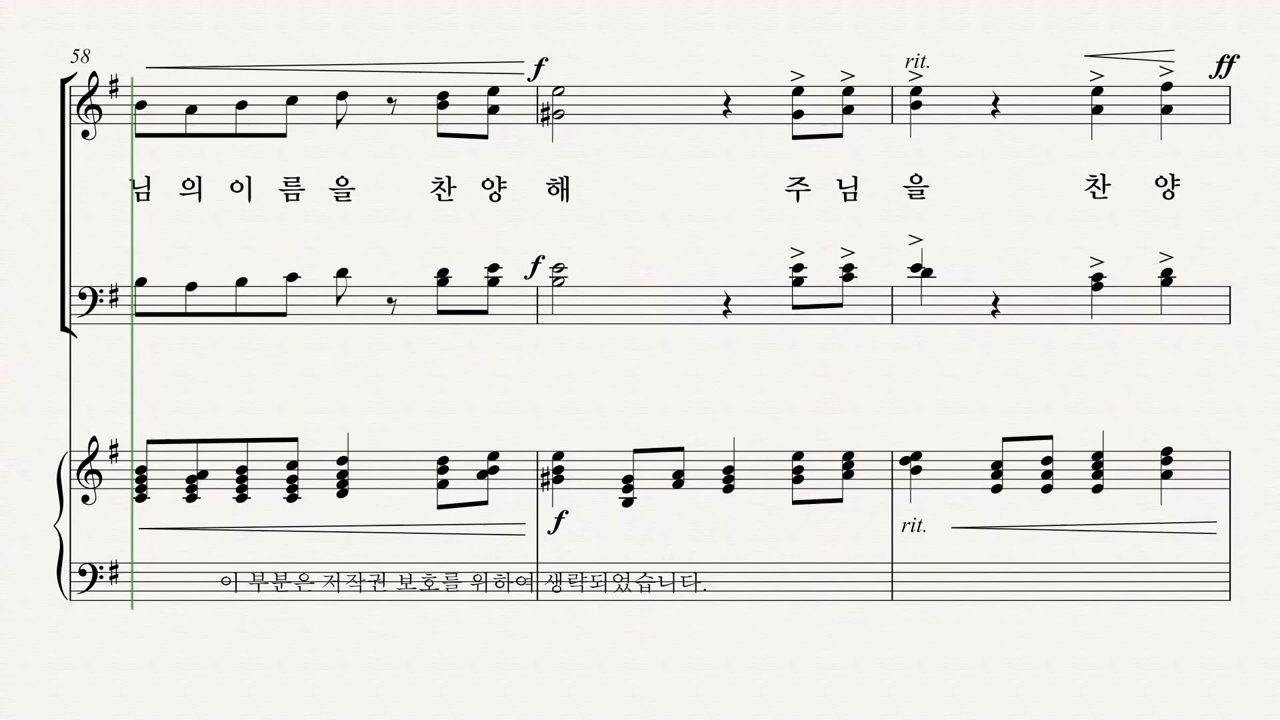 58
f
rit.
ff
님 의 이 름 을 찬 양 해 주 님 을 찬 양
f
f
rit.
이 부분은 저작권 보호를 위하여 생략되었습니다.